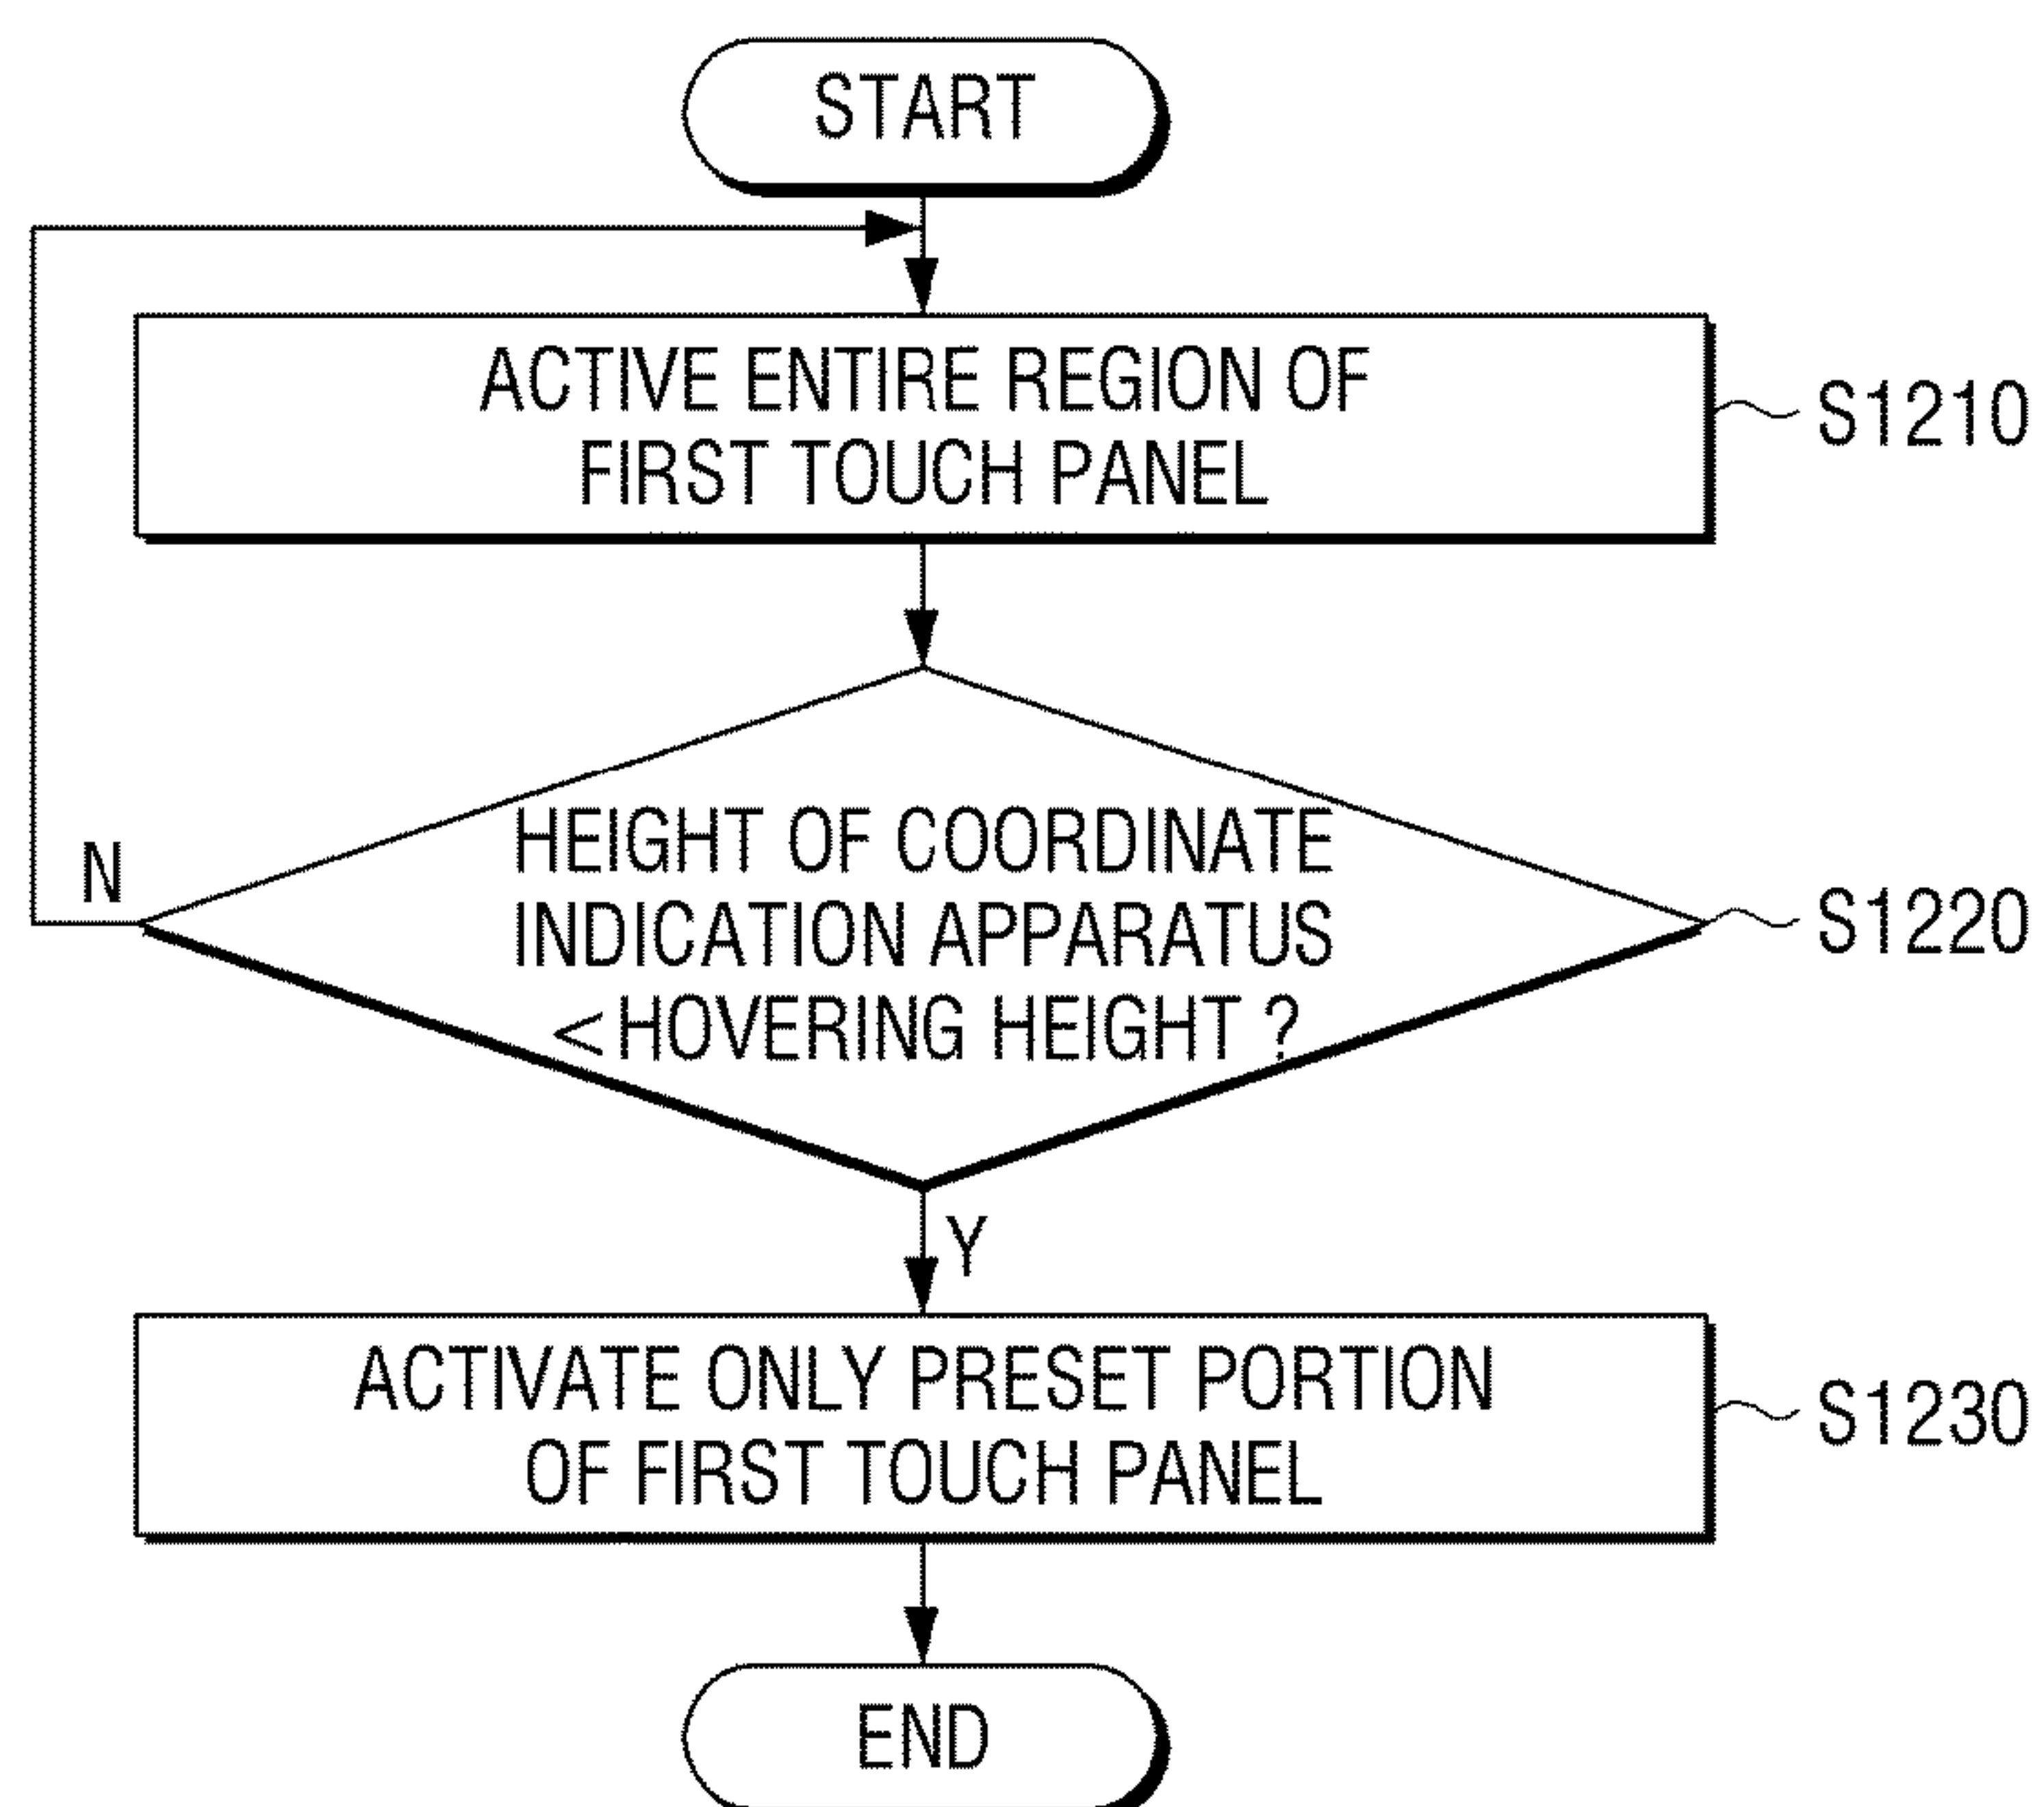 START
ACTIVE ENTIRE REGION OF
FIRST TOUCH PANEL
S1210
HEIGHT OF COORDINATE
INDICATION APPARATUS
<HOVERING HEIGHT ?
N
S1220
Y
ACTIVATE ONLY PRESET PORTION
OF FIRST TOUCH PANEL
S1230
END